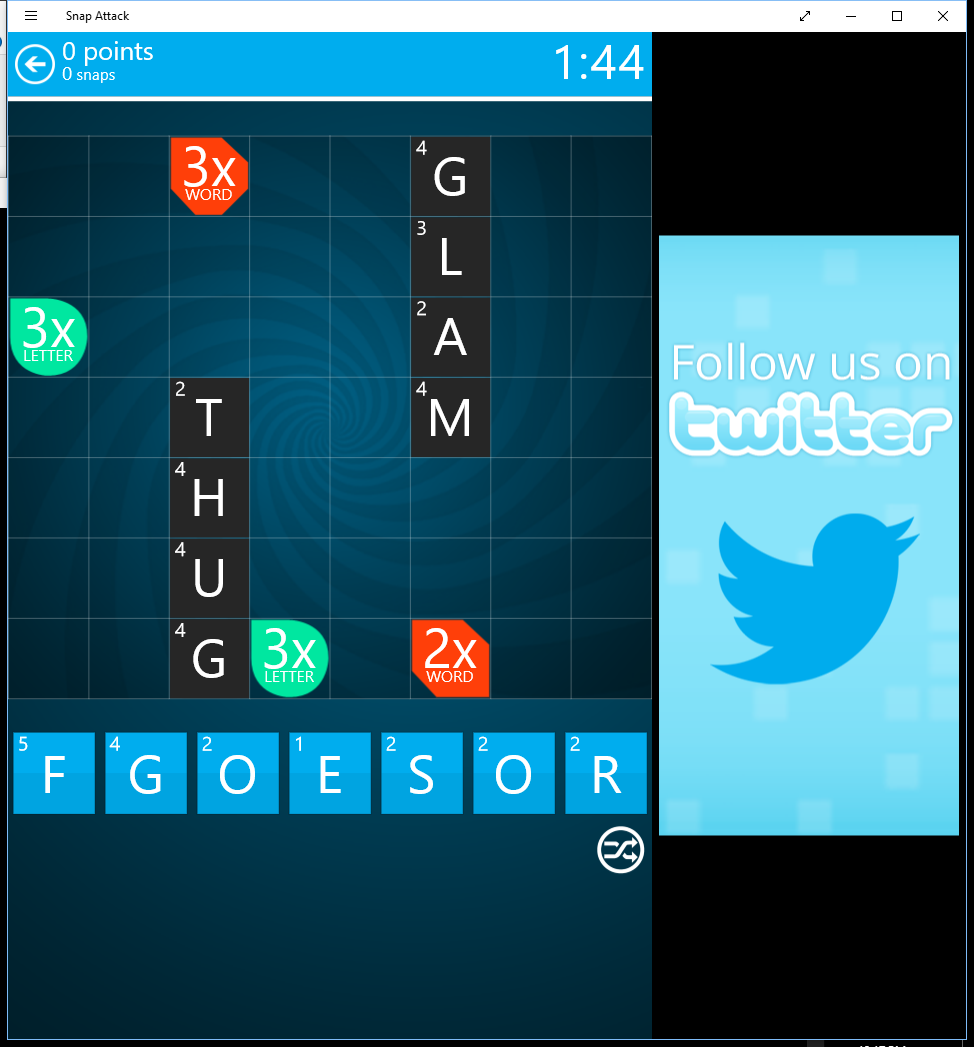 Snap Attack
0 points
0 snaps
1:44
3x
WORD
4
G
3
L
3x
LETTER
2
A
2
T
4
M
4
H
4
U
4
G
3x
LETTER
2x
WORD
5
F
4
G
2
O
1
E
2
S
2
O
2
R
Follow us on
twitter